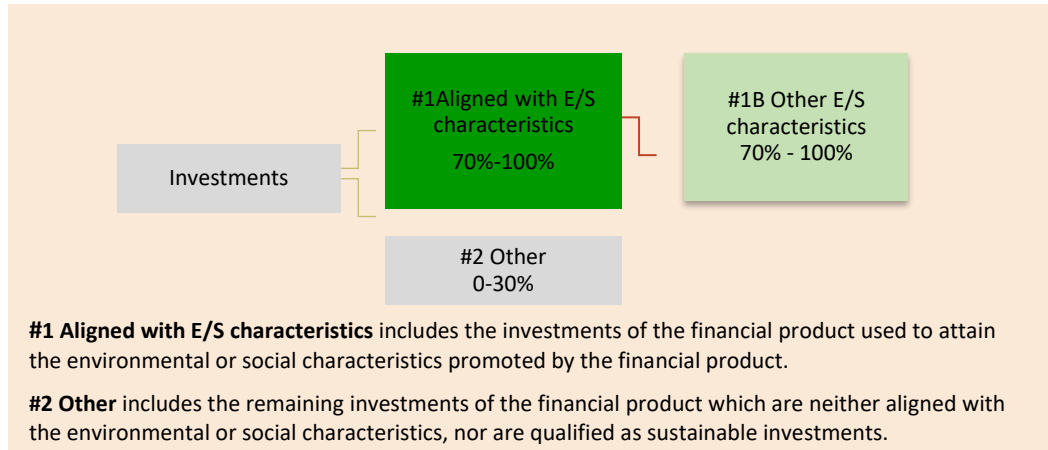 #1Aligned with E/S
characteristics
70%-100%
#1B Other E/S
characteristics
70% - 100%
Investments
#2 Other
0-30%
#1 Aligned with E/S characteristics includes the investments of the financial product used to attain
the environmental or social characteristics promoted by the financial product.
#2 Other includes the remaining investments of the financial product which are neither aligned with
the environmental or social characteristics, nor are qualified as sustainable investments.